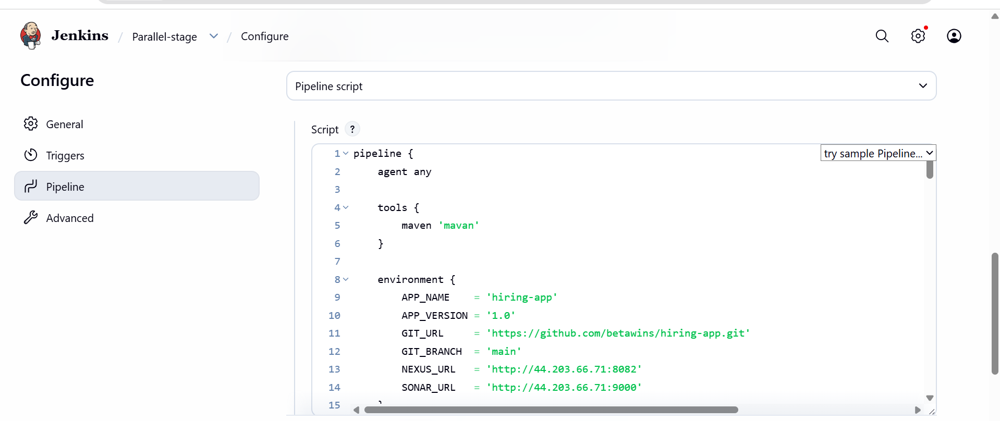 Jenkins / Parallel-stage / Configure
Configure
General
Triggers
Pipeline
Advanced
Pipeline script
Script ?
try sample Pipeline...
1 pipeline {
2     agent any
3
4     tools {
5         maven 'mavan'
6     }
7
8     environment {
9         APP_NAME    = 'hiring-app'
10         APP_VERSION = '1.0'
11         GIT_URL     = 'https://github.com/betawins/hiring-app.git'
12         GIT_BRANCH  = 'main'
13         NEXUS_URL   = 'http://44.203.66.71:8082'
14         SONAR_URL   = 'http://44.203.66.71:9000'
15